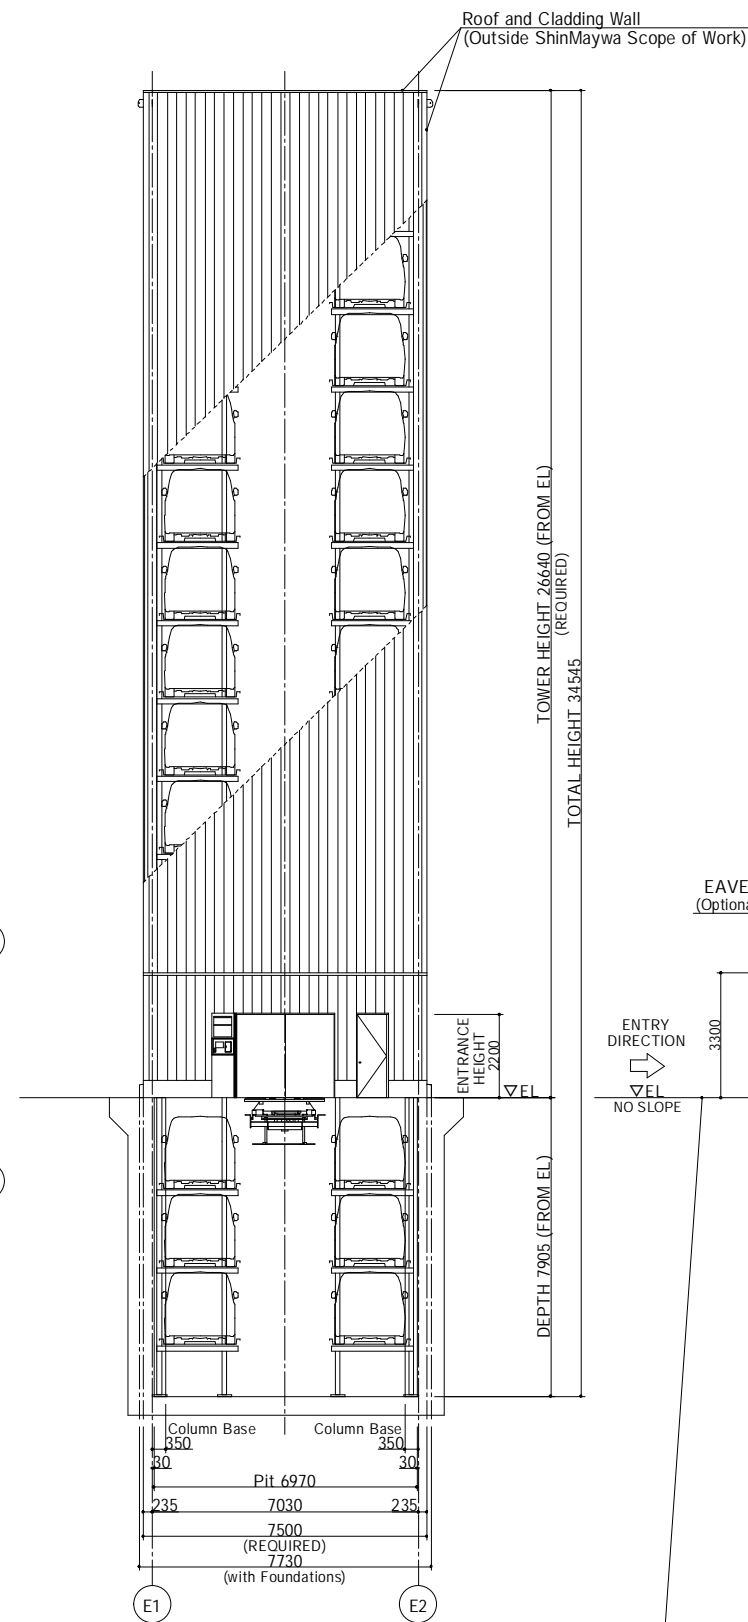 Roof and Cladding Wall
(Outside ShinMaywa Scope of Work)
TOWER HEIGHT 26640 (FROM EL)
(REQUIRED)
TOTAL HEIGHT 34545
EAVE
(Optiona
ENTRANCE
HEIGHT
2200
ENTRY
DIRECTION
3300
▽EL
▽EL
NO SLOPE
DEPTH 7905 (FROM EL)
Column Base
Column Base
350
350
30
30
Pit 6970
235
7030
235
7500
(REQUIRED)
7730
(with Foundations)
E1
E2